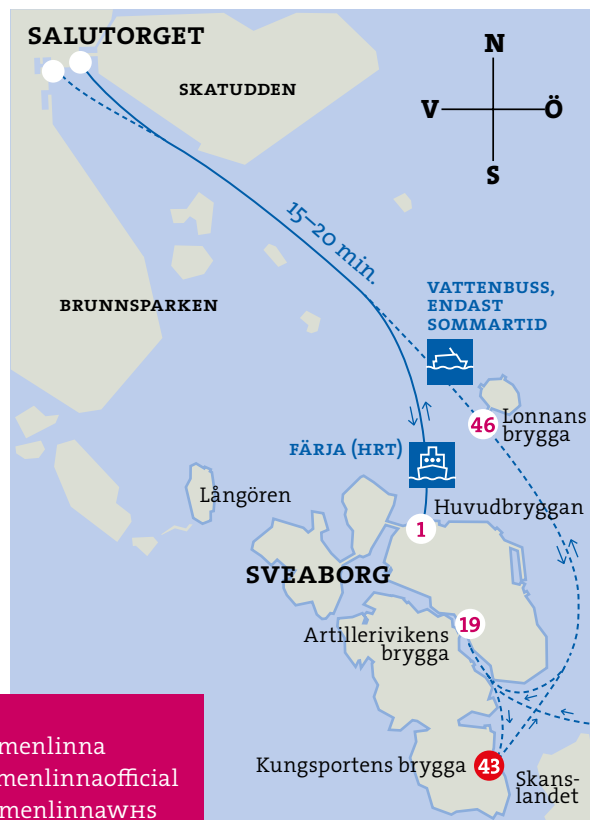 SALUTORGET
SKATUDDEN
N
V
Ö
S
15–20 min.
BRUNNSPARKEN
VATTENBUSS,
ENDAST
SOMMARTID
46
Lonnans
brygga
FÄRJA (HRT)
Långören
Huvudbryggan
1
SVEABORG
19
Artillerivikens
brygga
Kungsportens brygga
43
Skans-
landet
menlinna
menlinnaofficial
menlinnaWHS